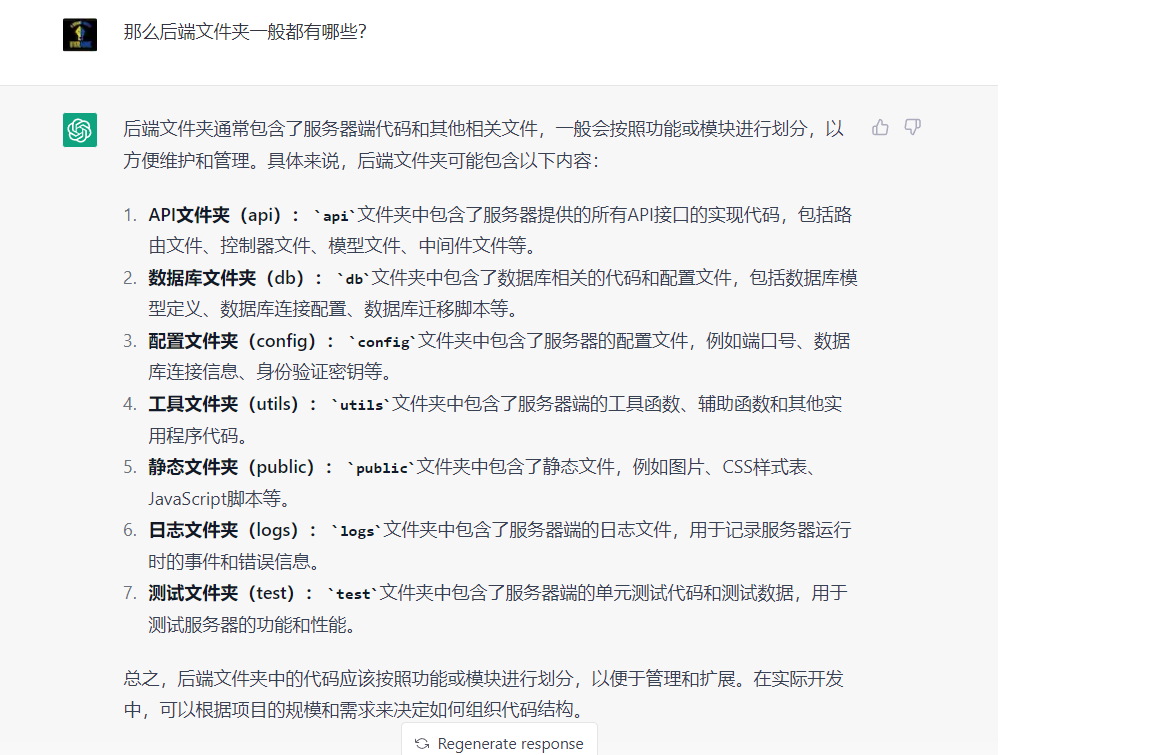 那么后端文件夹一般都有哪些？
后端文件夹通常包含了服务器端代码和其他相关文件，一般会按照功能或模块进行划分，以
方便维护和管理。具体来说，后端文件夹可能包含以下内容：
1. API文件夹（api）：`api`文件夹中包含了服务器提供的所有API接口的实现代码，包括路
由文件、控制器文件、模型文件、中间件文件等。
2. 数据库文件夹（db）：`db`文件夹中包含了数据库相关的代码和配置文件，包括数据库模
型定义、数据库连接配置、数据库迁移脚本等。
3. 配置文件夹（config）：`config`文件夹中包含了服务器的配置文件，例如端口号、数据
库连接信息、身份验证密钥等。
4. 工具文件夹（utils）：`utils`文件夹中包含了服务器端的工具函数、辅助函数和其他实
用程序代码。
5. 静态文件夹（public）：`public`文件夹中包含了静态文件，例如图片、CSS样式表、
JavaScript脚本等。
6. 日志文件夹（logs）：`logs`文件夹中包含了服务器端的日志文件，用于记录服务器运行
时的事件和错误信息。
7. 测试文件夹（test）：`test`文件夹中包含了服务器端的单元测试代码和测试数据，用于
测试服务器的功能和性能。
总之，后端文件夹中的代码应该按照功能或模块进行划分，以便于管理和扩展。在实际开发
中，可以根据项目的规模和需求来决定如何组织代码结构。
Regenerate response